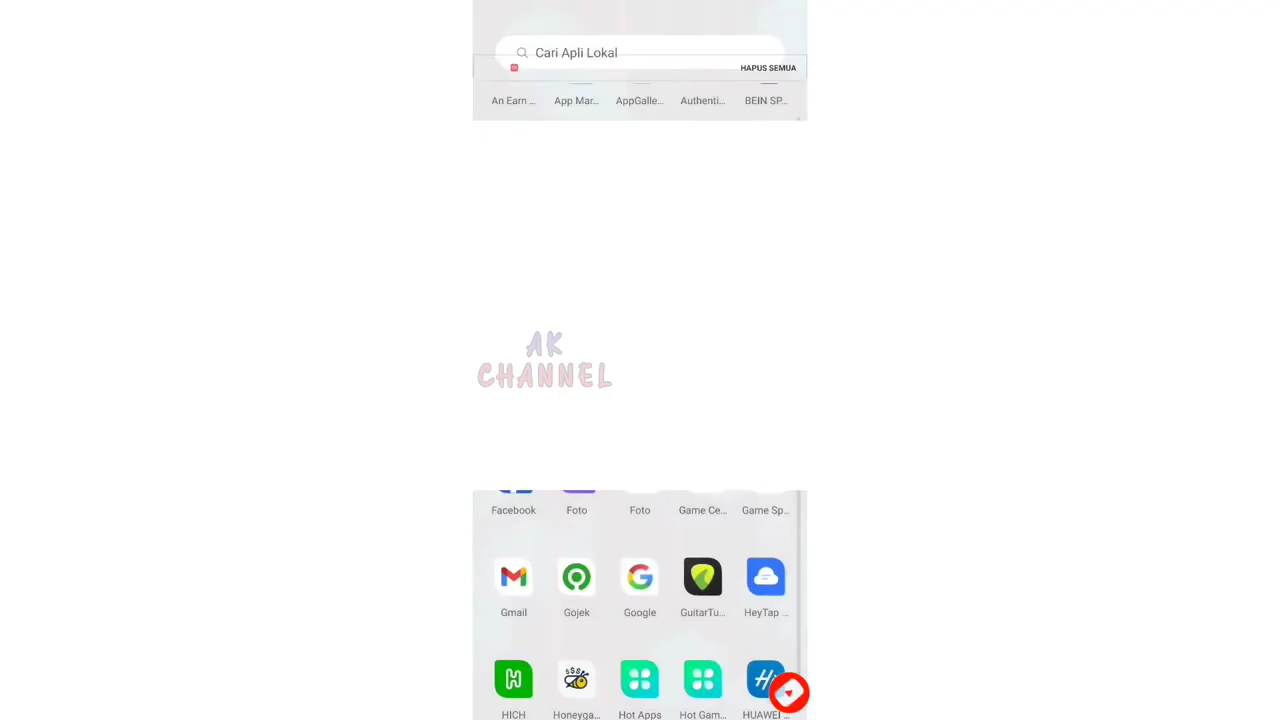 Cari Apli Lokal
HAPUS SEMUA
An Earn ...
App Mar...
AppGalle...
Authenti...
BEIN SP...
AK
CHANNEL
Facebook
Foto
Foto
Game Ce...
Game Sp...
Gmail
Gojek
Google
GuitarTu...
HeyTap ...
$$$
Hi
HICH
Honeyga...
Hot Apps
Hot Gam...
HUAWEI ...